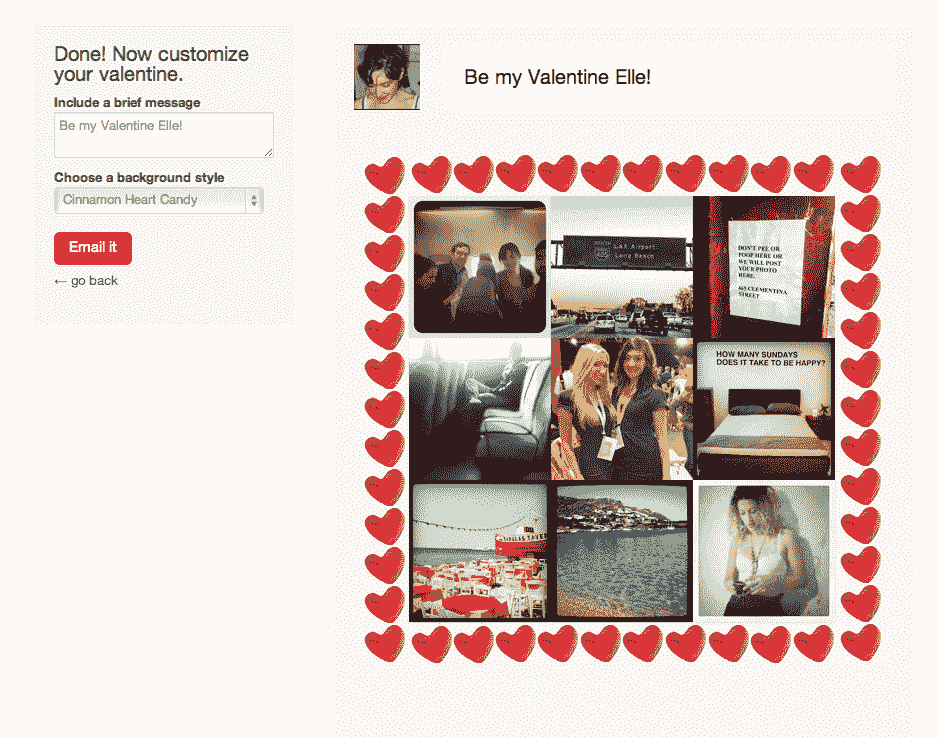 Done! Now customize
your valentine.
Include a brief message
Be my Valentine Elle!
Choose a background style
Cinnamon Heart Candy
Email it
← go back
Be my Valentine Elle!
LAX Airport
Long Beach
DON'T PEE OR
POOP HERE OR
WE WILL POST
YOUR PHOTO
HERE.
465 CLEMENTINA
STREET
HOW MANY SUNDAYS
DOES IT TAKE TO BE HAPPY?